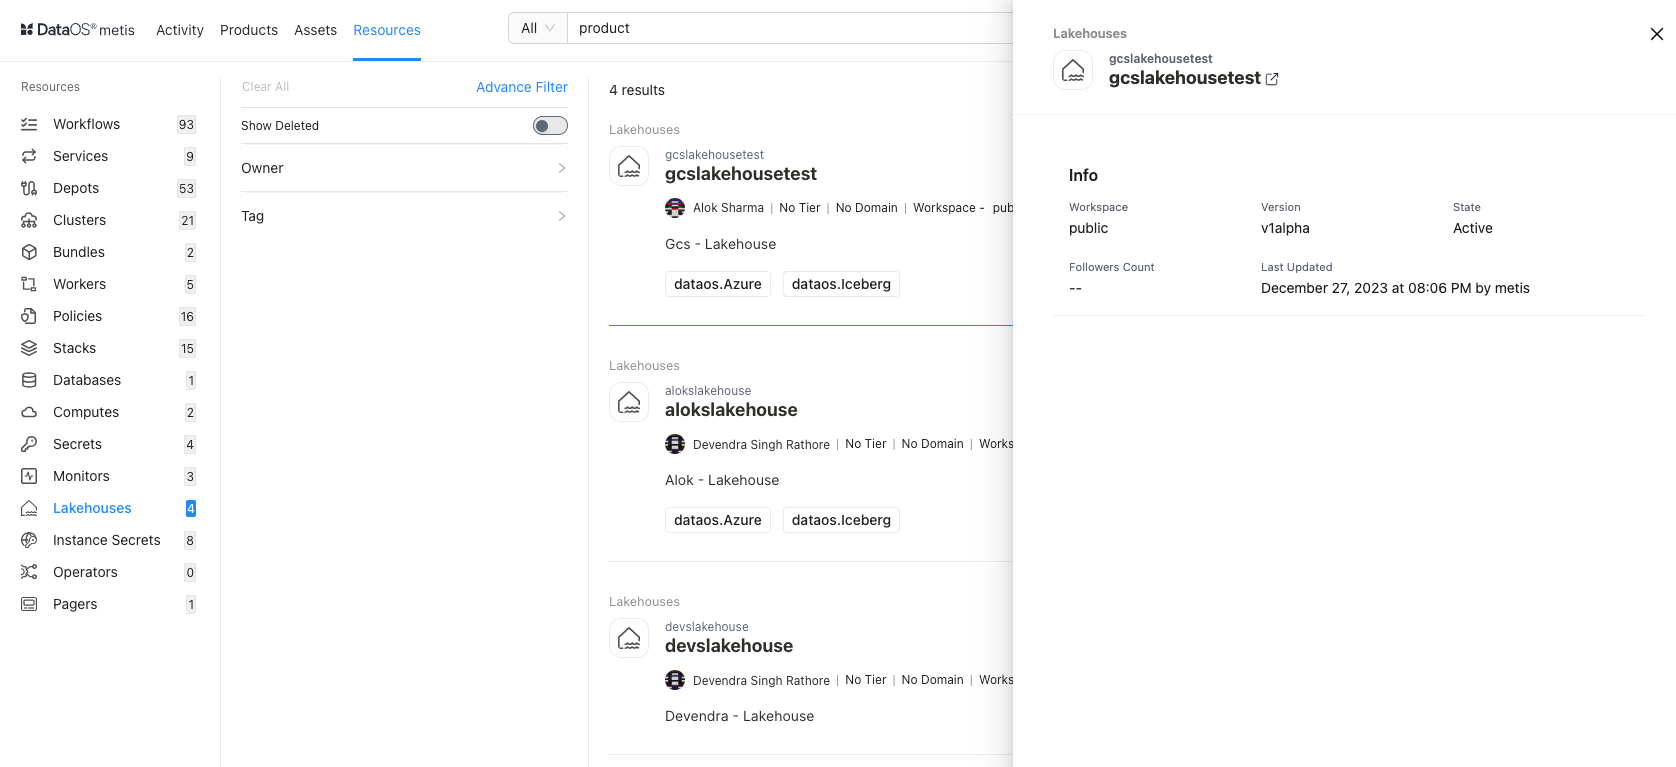 DataOS® metis Activity Products Assets Resources All product
Resources
Workflows 93
Services 9
Depots 53
Clusters 21
Bundles 2
Workers 5
Policies 16
Stacks 15
Databases 1
Computes 2
Secrets 4
Monitors 3
Lakehouses 4
Instance Secrets 8
Operators 0
Pagers 1
Clear All Advance Filter
Show Deleted
Owner
Tag
4 results
Lakehouses
gcslakehousetest
gcslakehousetest
Alok Sharma | No Tier | No Domain | Workspace - pub
Gcs - Lakehouse
dataos.Azure dataos.Iceberg
Lakehouses
alokslakehouse
alokslakehouse
Devendra Singh Rathore | No Tier | No Domain | Works
Alok - Lakehouse
dataos.Azure dataos.Iceberg
Lakehouses
devslakehouse
devslakehouse
Devendra Singh Rathore | No Tier | No Domain | Works
Devendra - Lakehouse
Lakehouses
gcslakehousetest
gcslakehousetest
Info
Workspace Version State
public v1alpha Active
Followers Count Last Updated
-- December 27, 2023 at 08:06 PM by metis